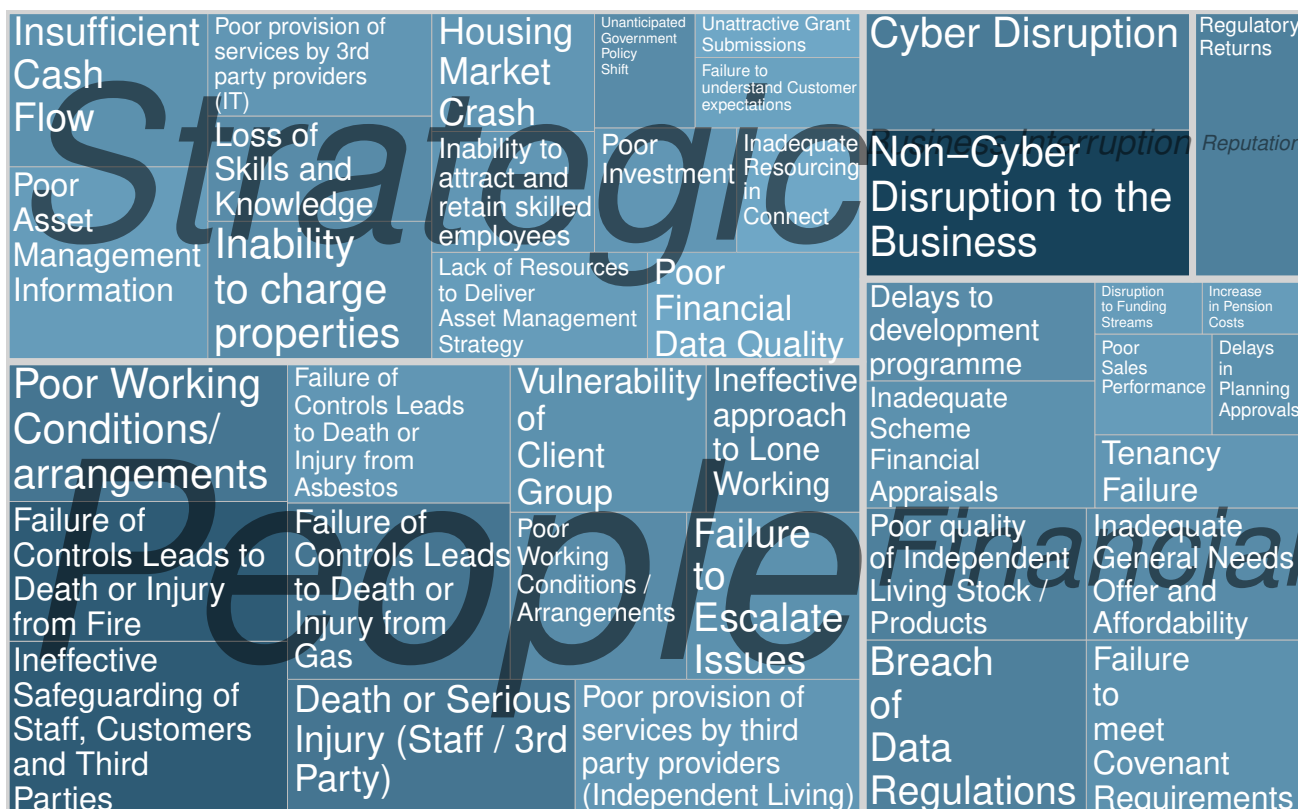 Strategic
Insufficient
Cash
Flow
Poor
Asset
Management
Information
Poor provision of
services by 3rd
party providers
(IT)
Loss of
Skills and
Knowledge
Inability
to charge
properties
Housing
Market
Crash
Inability to
attract and
retain skilled
employees
Lack of Resources
to Deliver
Asset Management
Strategy
Unanticipated
Government
Policy
Shift
Unattractive Grant
Submissions
Failure to
understand Customer
expectations
Poor
Investment
Inadequate
Resourcing
in
Connect
Poor
Financial
Data Quality
Business Interruption
Cyber Disruption
Non–Cyber
Disruption to the
Business
Regulatory
Returns
Reputation
People
Poor Working
Conditions/
arrangements
Failure of
Controls Leads to
Death or Injury
from Fire
Ineffective
Safeguarding of
Staff, Customers
and Third
Parties
Failure of
Controls Leads
to Death or
Injury from
Asbestos
Failure of
Controls Leads
to Death or
Injury from
Gas
Death or Serious
Injury (Staff / 3rd
Party)
Vulnerability
of
Client
Group
Ineffective
approach
to Lone
Working
Poor
Working
Conditions /
Arrangements
Failure
to
Escalate
Issues
Poor provision of
services by third
party providers
(Independent Living)
Financial
Delays to
development
programme
Inadequate
Scheme
Financial
Appraisals
Disruption
to Funding
Streams
Increase
in Pension
Costs
Poor
Sales
Performance
Delays
in
Planning
Approvals
Tenancy
Failure
Poor quality
of Independent
Living Stock /
Products
Inadequate
General Needs
Offer and
Affordability
Breach
of
Data
Regulations
Failure
to
meet
Covenant
Requirements